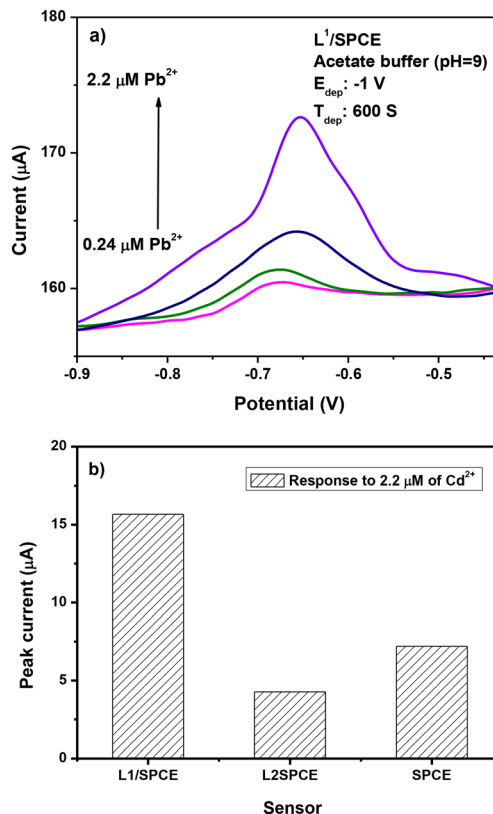 180
a)
L¹/SPCE
Acetate buffer (pH=9)
E_dep: -1 V
T_dep: 600 S
2.2 μM Pb²⁺
170
0.24 μM Pb²⁺
160
Current (μA)
-0.9 -0.8 -0.7 -0.6 -0.5
Potential (V)
20
b)
Response to 2.2 μM of Cd²⁺
15
10
5
0
Peak current (μA)
L1/SPCE L2SPCE SPCE
Sensor